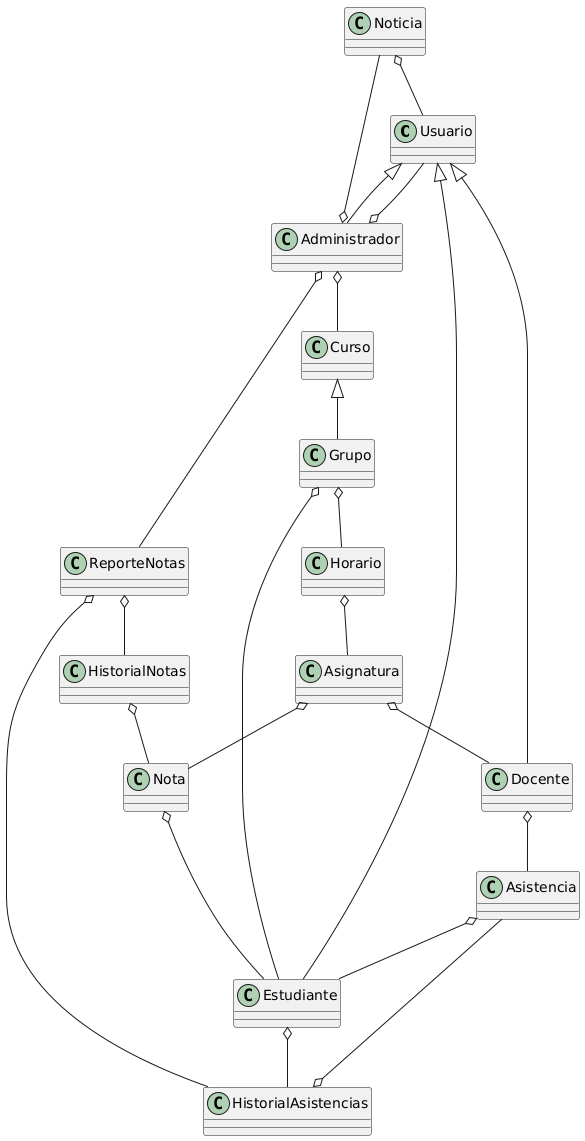 C Noticia
C Usuario
C Administrador
C Curso
C Grupo
C ReporteNotas
C Horario
C HistorialNotas
C Asignatura
C Nota
C Docente
C Asistencia
C Estudiante
C HistorialAsistencias